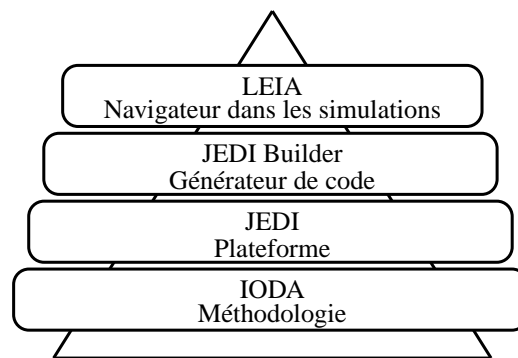 LEIA
Navigateur dans les simulations
JEDI Builder
Générateur de code
JEDI
Plateforme
IODA
Méthodologie